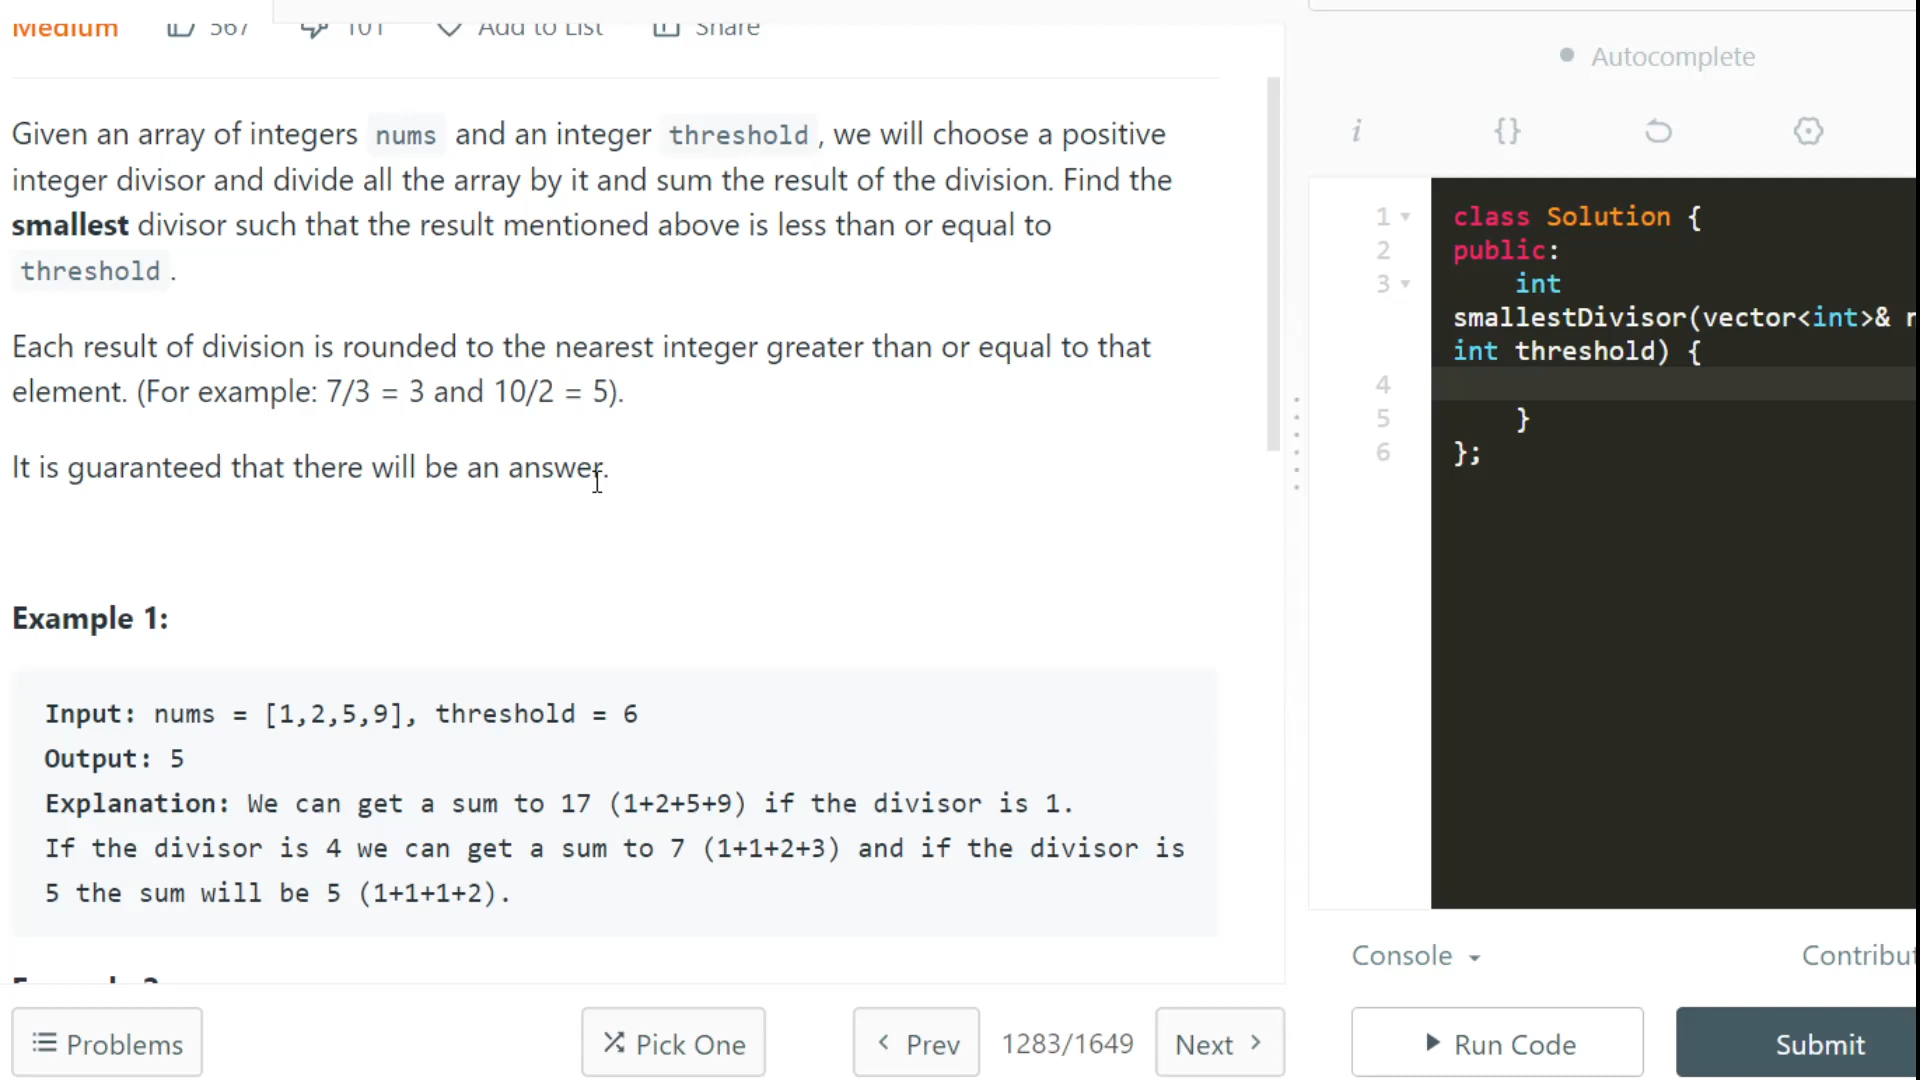 Medium 567 101 Add to List Share
Given an array of integers nums and an integer threshold, we will choose a positive
integer divisor and divide all the array by it and sum the result of the division. Find the
smallest divisor such that the result mentioned above is less than or equal to
threshold.
Each result of division is rounded to the nearest integer greater than or equal to that
element. (For example: 7/3 = 3 and 10/2 = 5).
It is guaranteed that there will be an answer.
Example 1:
Input: nums = [1,2,5,9], threshold = 6
Output: 5
Explanation: We can get a sum to 17 (1+2+5+9) if the divisor is 1.
If the divisor is 4 we can get a sum to 7 (1+1+2+3) and if the divisor is
5 the sum will be 5 (1+1+1+2).
Problems Pick One Prev 1283/1649 Next
Autocomplete
i {}
1 class Solution {
2 public:
3 int
smallestDivisor(vector<int>&
int threshold) {
4
5 }
6 };
Console
Run Code Submit